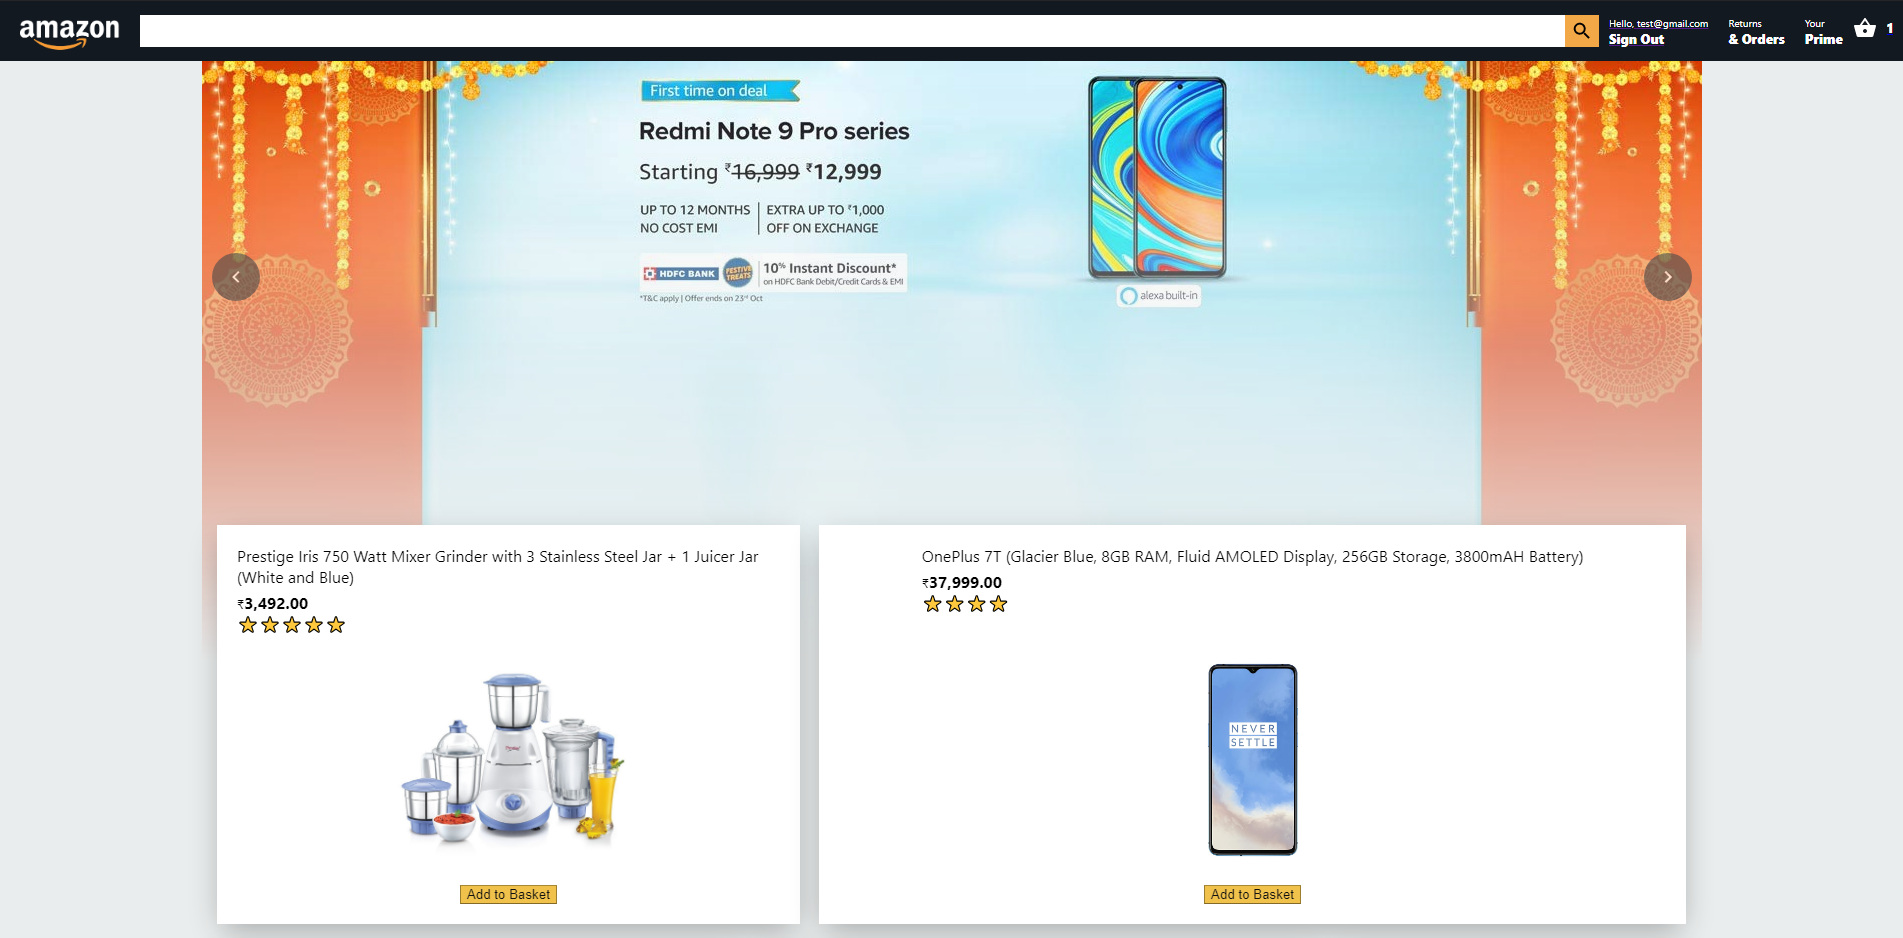 amazon
Hello, test@gmail.com
Sign Out
Returns
& Orders
Your
Prime
1
First time on deal
Redmi Note 9 Pro series
Starting ₹16,999 ₹12,999
UP TO 12 MONTHS
NO COST EMI
EXTRA UP TO ₹1,000
OFF ON EXCHANGE
HDFC BANK
FESTIVE
TREATS
10% Instant Discount*
on HDFC Bank Debit/Credit Cards & EMI
*T&C apply | Offer ends on 23rd Oct
alexa built-in
Prestige Iris 750 Watt Mixer Grinder with 3 Stainless Steel Jar + 1 Juicer Jar
(White and Blue)
₹3,492.00
Add to Basket
OnePlus 7T (Glacier Blue, 8GB RAM, Fluid AMOLED Display, 256GB Storage, 3800mAH Battery)
₹37,999.00
NEVER
SETTLE
Add to Basket